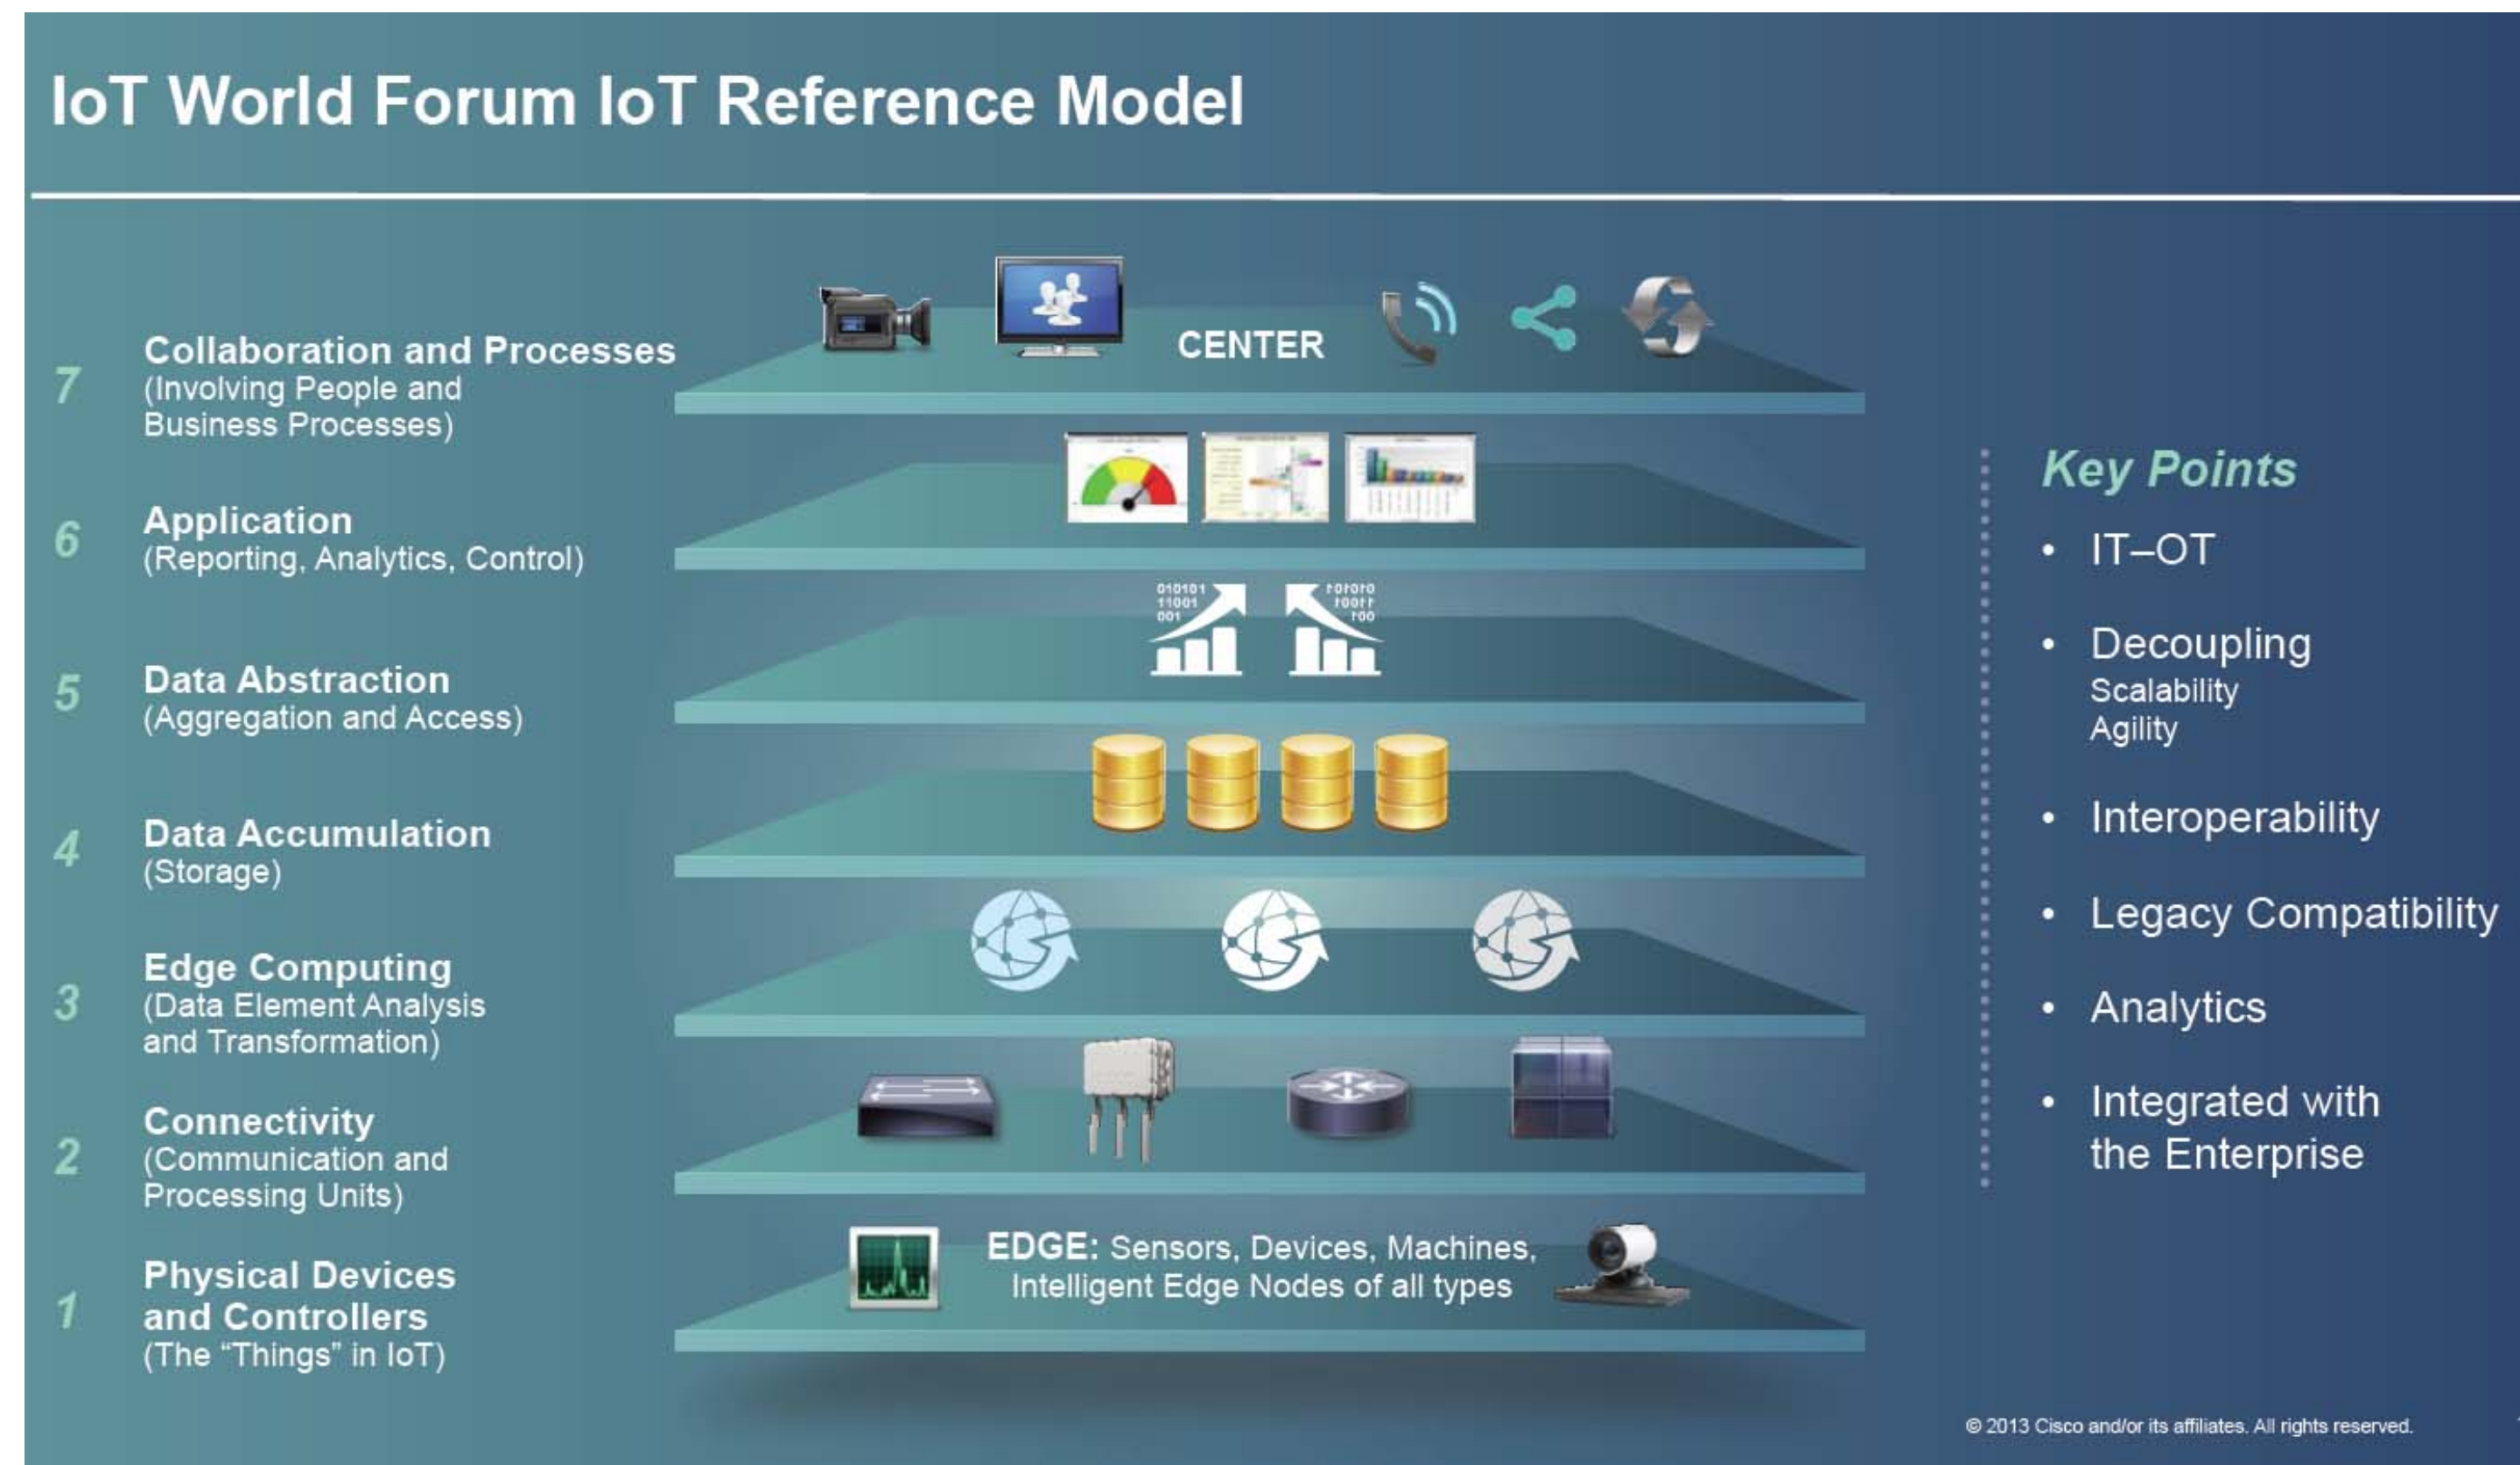 IoT World Forum IoT Reference Model
7
Collaboration and Processes
(Involving People and
Business Processes)
CENTER
6
Application
(Reporting, Analytics, Control)
5
Data Abstraction
(Aggregation and Access)
010101
11001
001
4
Data Accumulation
(Storage)
3
Edge Computing
(Data Element Analysis
and Transformation)
2
Connectivity
(Communication and
Processing Units)
1
Physical Devices
and Controllers
(The “Things” in IoT)
EDGE: Sensors, Devices, Machines,
Intelligent Edge Nodes of all types
Key Points
• IT–OT
• Decoupling
Scalability
Agility
• Interoperability
• Legacy Compatibility
• Analytics
• Integrated with
the Enterprise
© 2013 Cisco and/or its affiliates. All rights reserved.